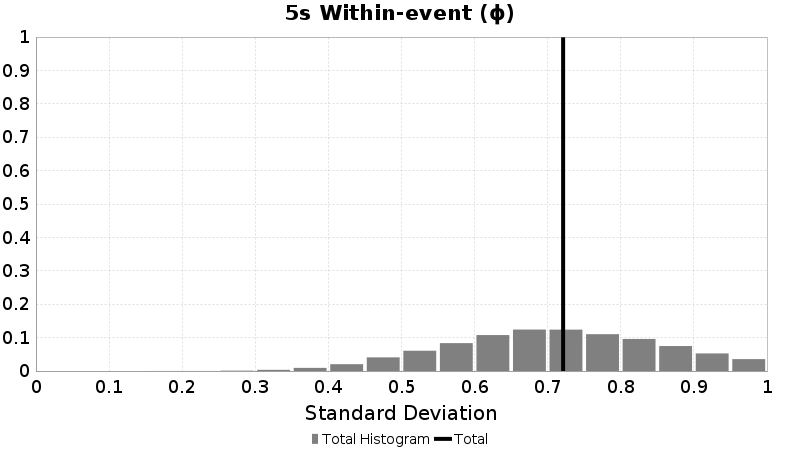 5s Within-event (ϕ)
1
0.9
0.8
0.7
0.6
0.5
0.4
0.3
0.2
0.1
0
0 0.1 0.2 0.3 0.4 0.5 0.6 0.7 0.8 0.9 1
Standard Deviation
Total Histogram Total